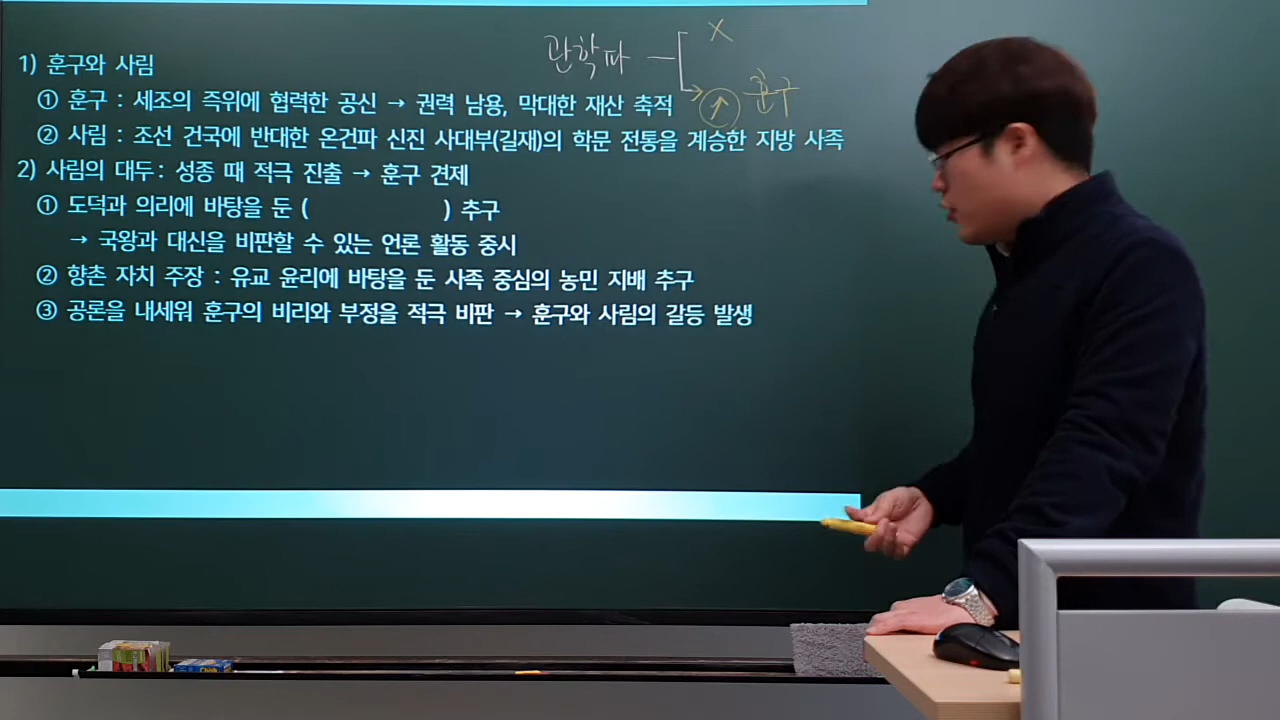 관학파 ─[ X
→ ↑ 훈구
1) 훈구와 사림
① 훈구 : 세조의 즉위에 협력한 공신 → 권력 남용, 막대한 재산 축적
② 사림 : 조선 건국에 반대한 온건파 신진 사대부(길재)의 학문 전통을 계승한 지방 사족
2) 사림의 대두 : 성종 때 적극 진출 → 훈구 견제
① 도덕과 의리에 바탕을 둔 ( ) 추구
→ 국왕과 대신을 비판할 수 있는 언론 활동 중시
② 향촌 자치 주장 : 유교 윤리에 바탕을 둔 사족 중심의 농민 지배 추구
③ 공론을 내세워 훈구의 비리와 부정을 적극 비판 → 훈구와 사림의 갈등 발생
Chalk